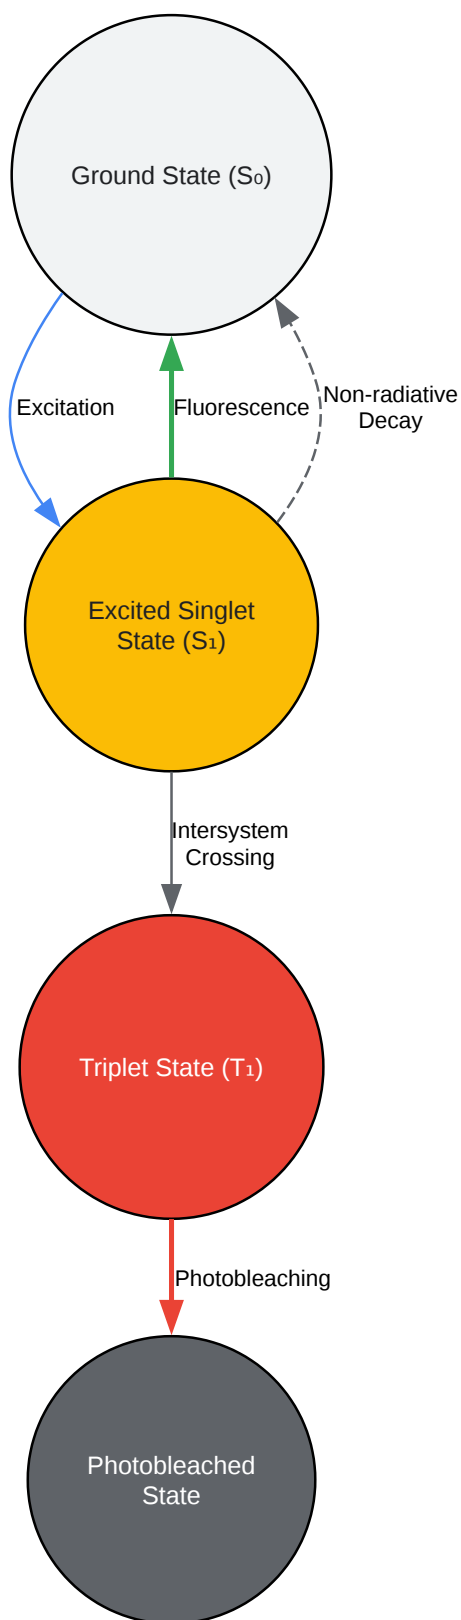 Ground State (S₀)
Excitation
Fluorescence
Non-radiative
Decay
Excited Singlet
State (S₁)
Intersystem
Crossing
Triplet State (T₁)
Photobleaching
Photobleached
State